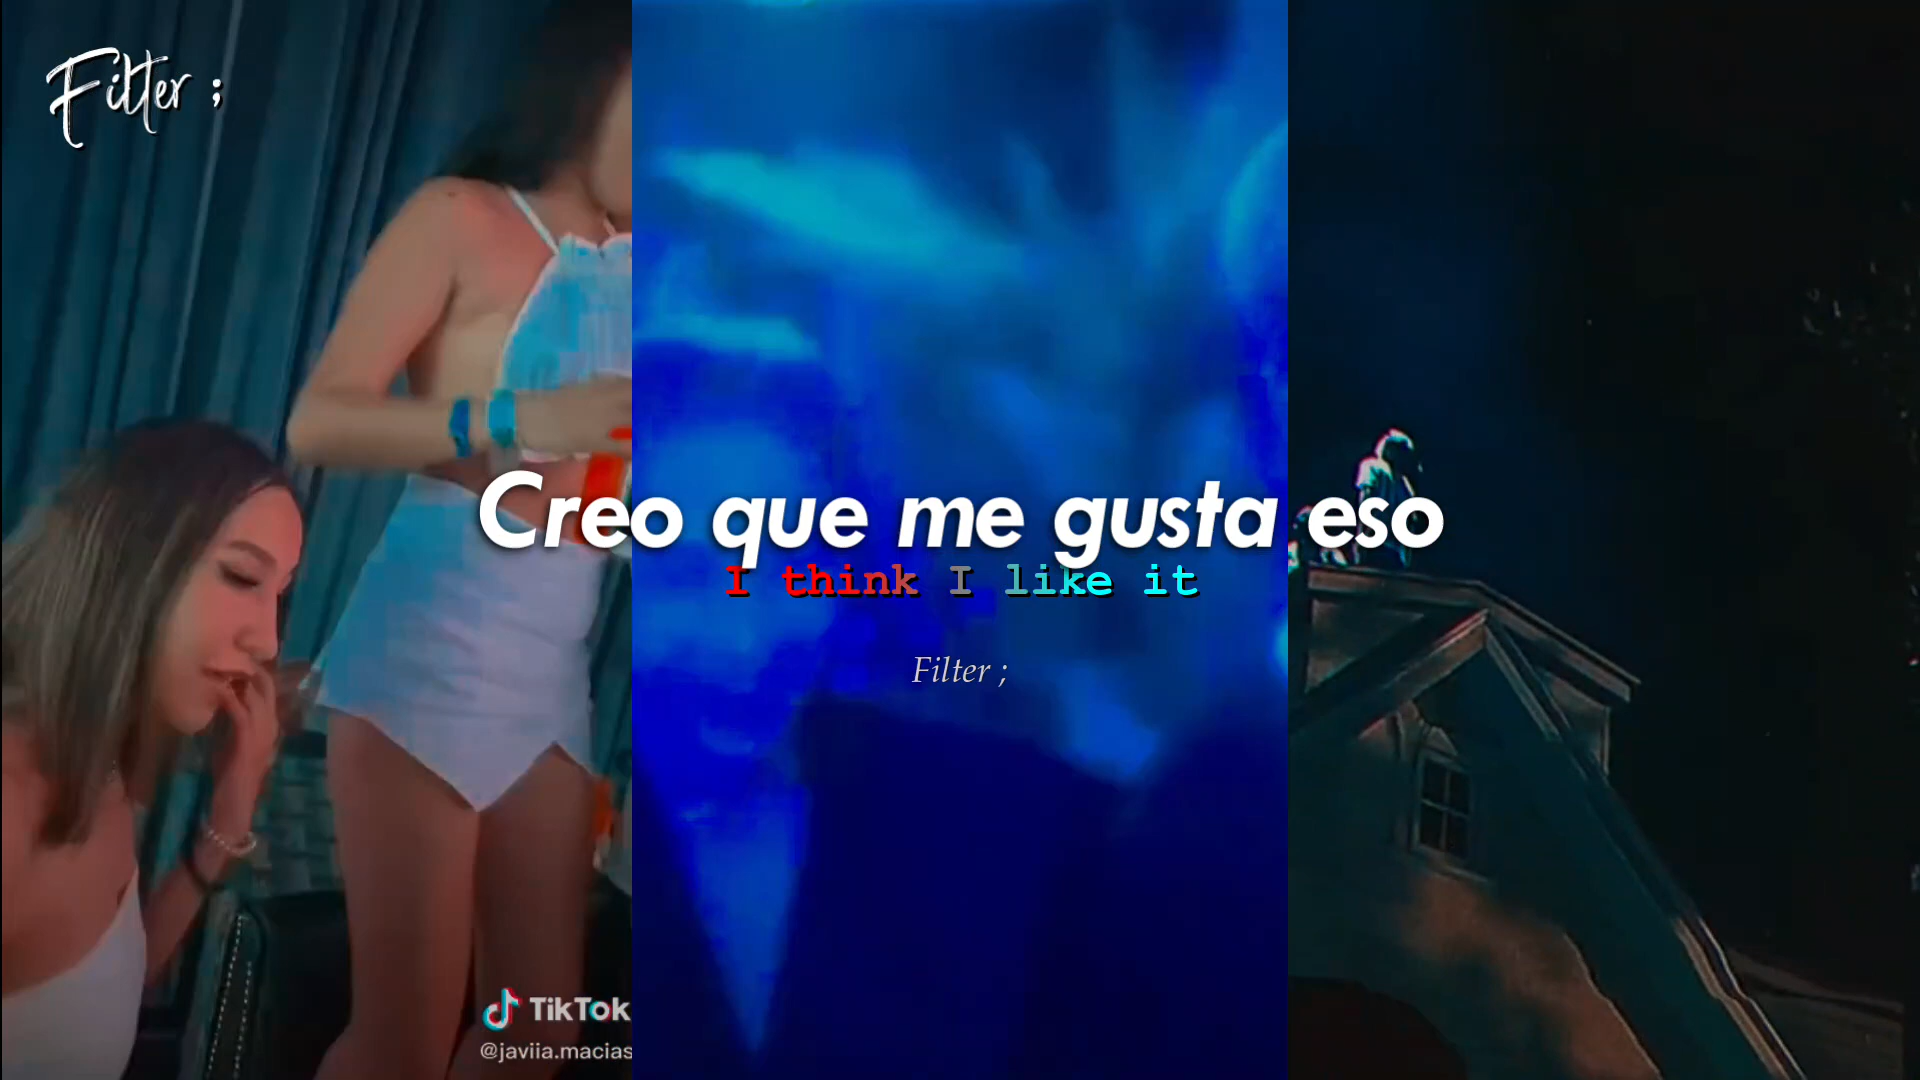 Filter ;
Creo que me gusta eso
I think I like it
Filter ;
TikTok
@javiia.macias